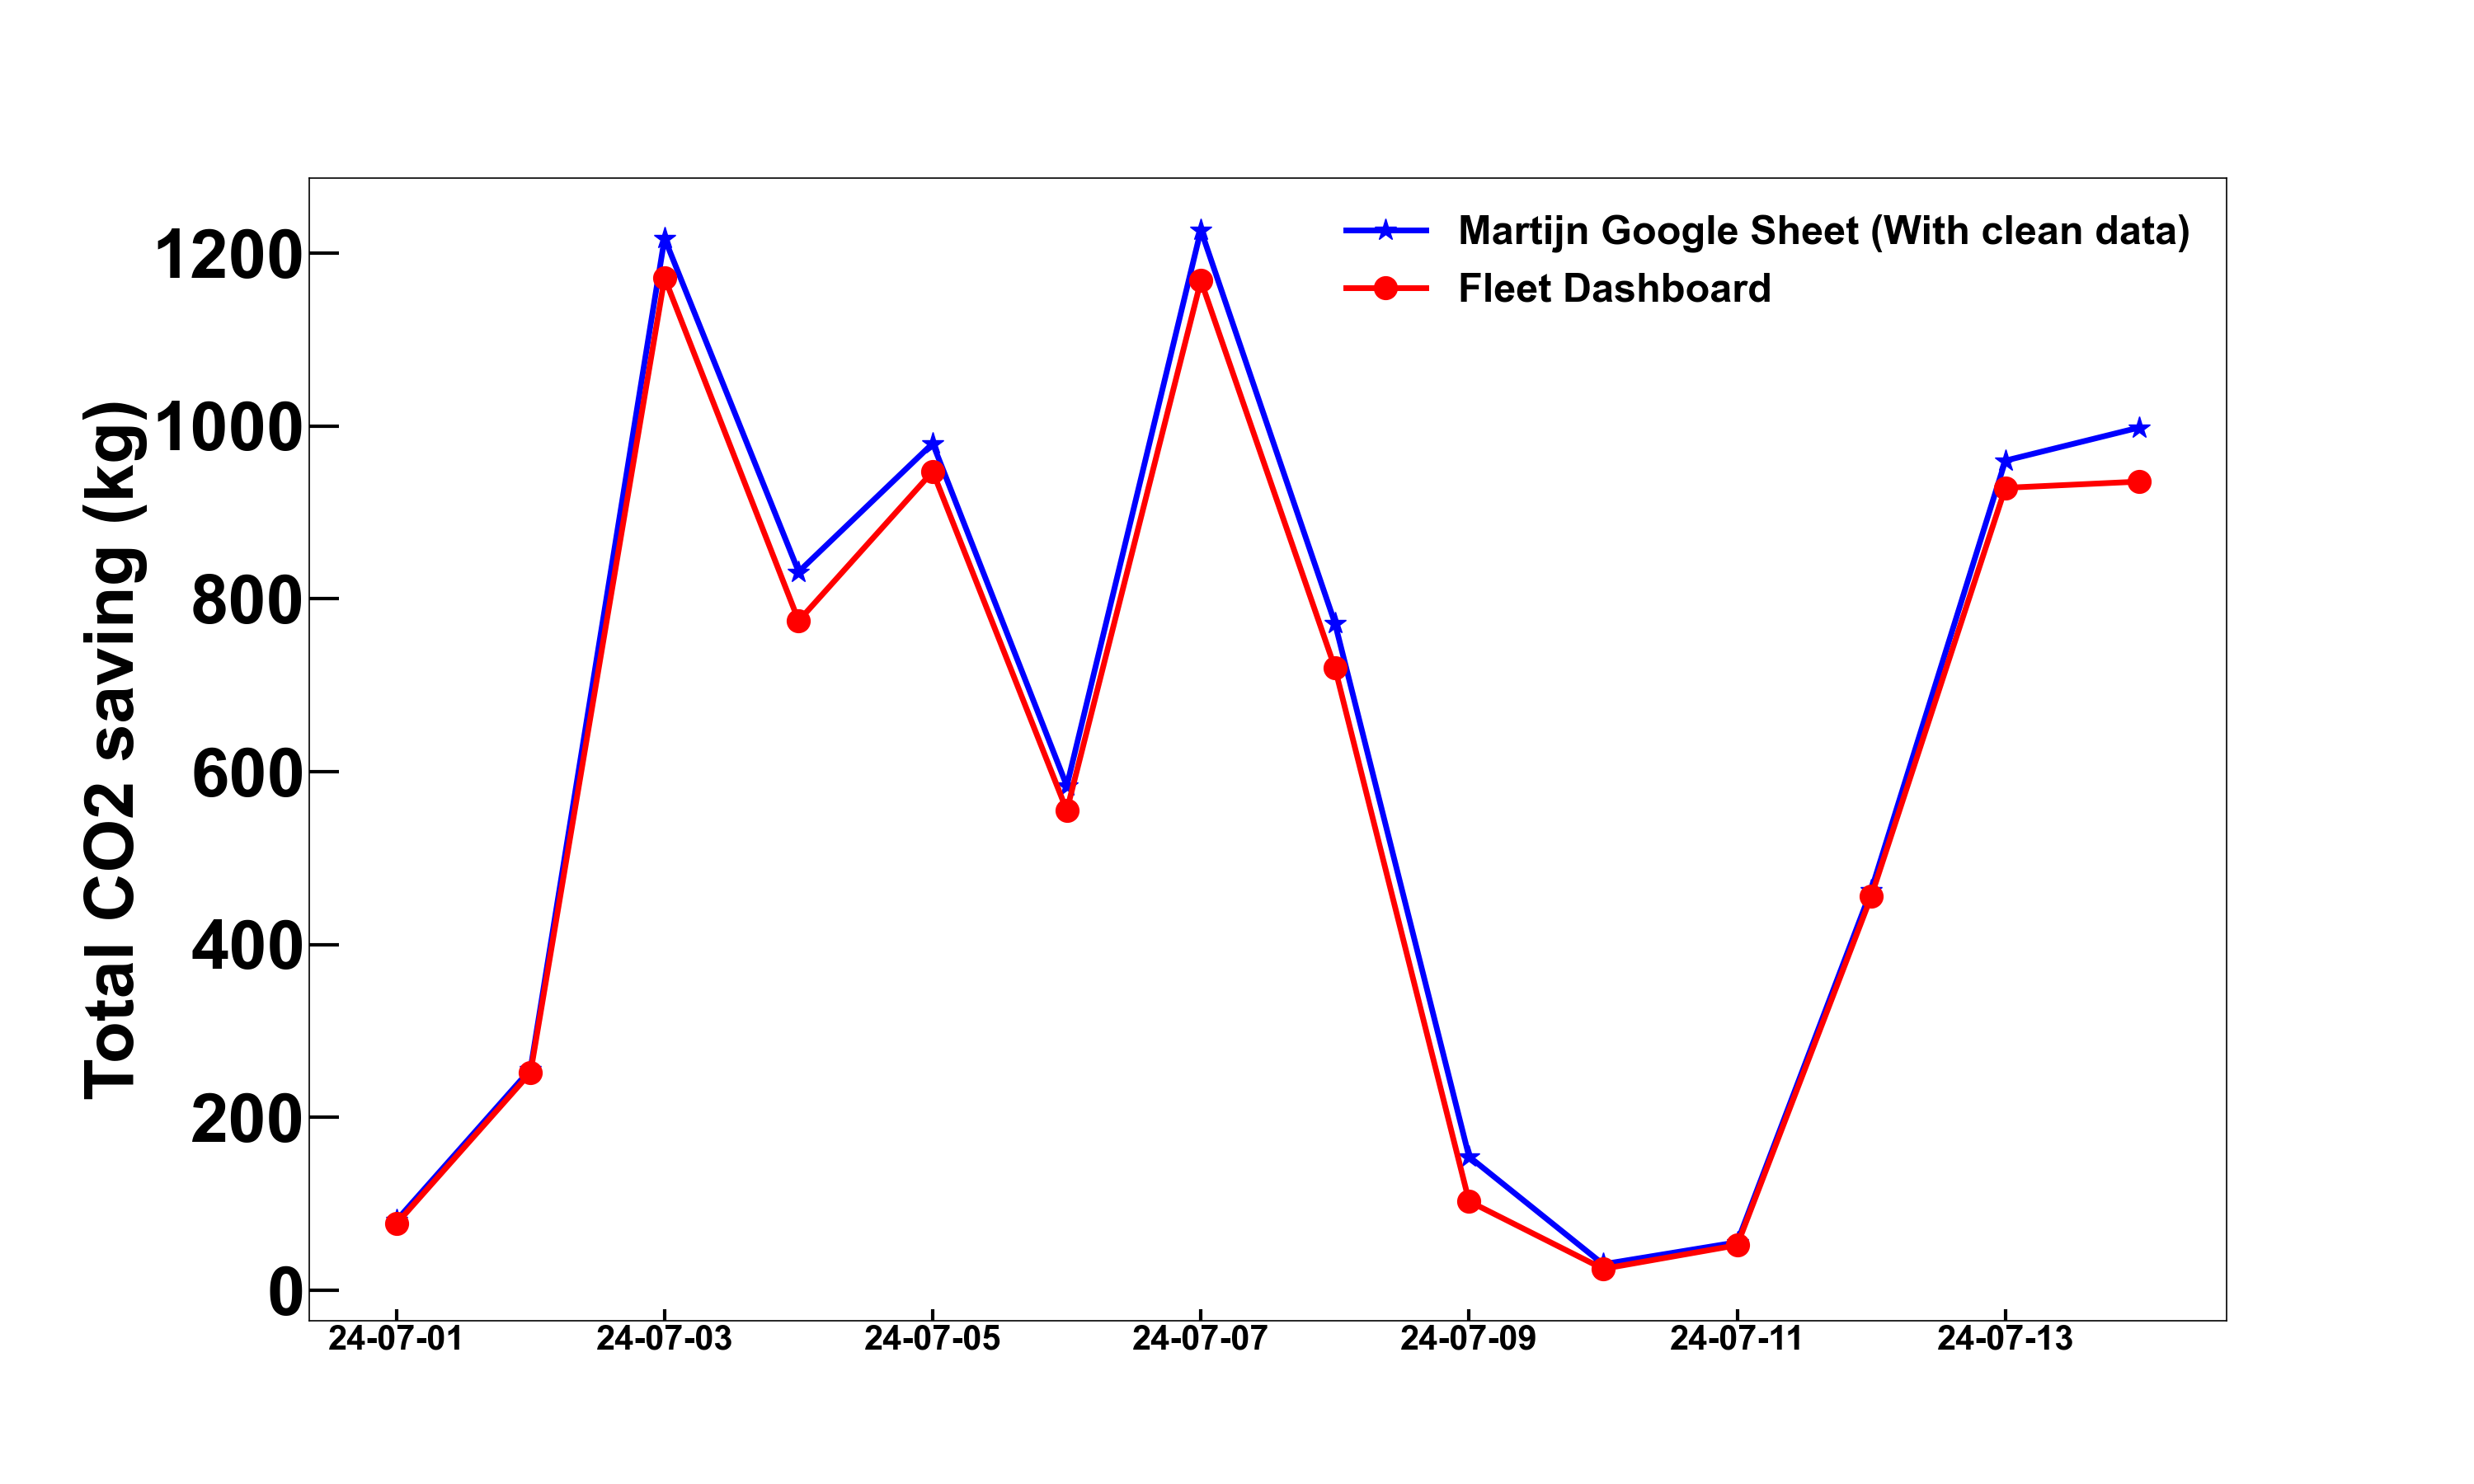 Martijn Google Sheet (With clean data)
Fleet Dashboard
Total CO2 saving (kg)
1200
1000
800
600
400
200
0
24-07-01 24-07-03 24-07-05 24-07-07 24-07-09 24-07-11 24-07-13